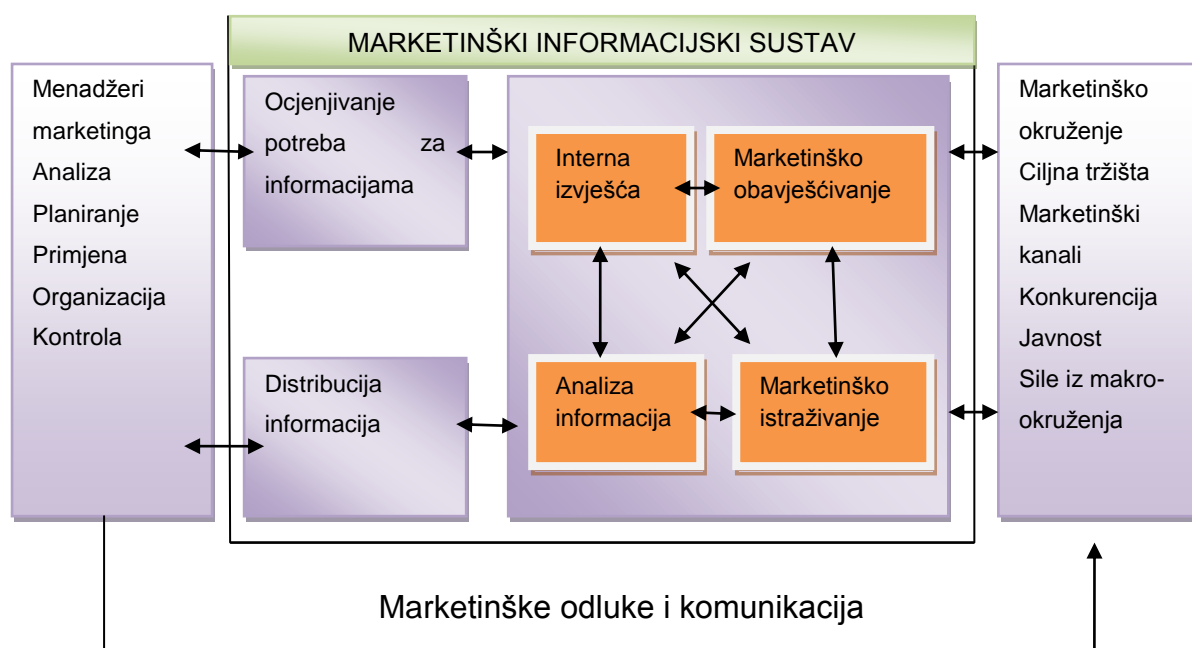 MARKETINŠKI INFORMACIJSKI SUSTAV
Menadžeri
marketinga
Analiza
Planiranje
Primjena
Organizacija
Kontrola
Ocjenjivanje
potreba za
informacijama
Distribucija
informacija
Interna
izvješća
Marketinško
obavješćivanje
Analiza
informacija
Marketinško
istraživanje
Marketinško
okruženje
Ciljna tržišta
Marketinški
kanali
Konkurencija
Javnost
Sile iz makro-
okruženja
Marketinške odluke i komunikacija